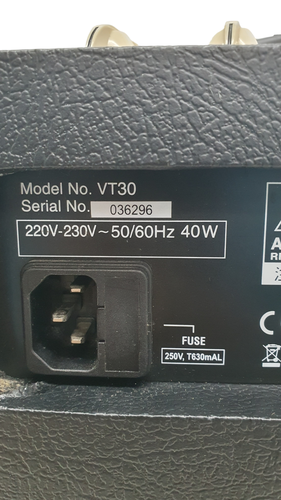 Model No. VT30
Serial No. 036296
220V-230V~50/60Hz 40W
FUSE
250V, T630mAL